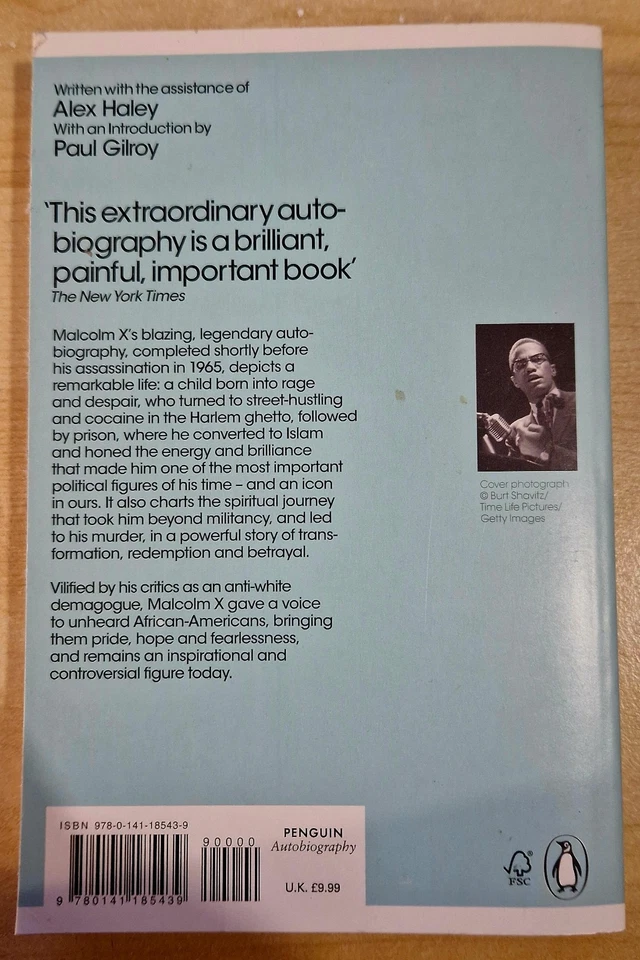 Written with the assistance of
Alex Haley
With an Introduction by
Paul Gilroy
‘This extraordinary auto-
biography is a brilliant,
painful, important book’
The New York Times
Malcolm X’s blazing, legendary auto-
biography, completed shortly before
his assassination in 1965, depicts a
remarkable life: a child born into rage
and despair, who turned to street-hustling
and cocaine in the Harlem ghetto, followed
by prison, where he converted to Islam
and honed the energy and brilliance
that made him one of the most important
political figures of his time – and an icon
in ours. It also charts the spiritual journey
that took him beyond militancy, and led
to his murder, in a powerful story of trans-
formation, redemption and betrayal.
Vilified by his critics as an anti-white
demagogue, Malcolm X gave a voice
to unheard African-Americans, bringing
them pride, hope and fearlessness,
and remains an inspirational and
controversial figure today.
Cover photograph
© Burt Shavitz/
Time Life Pictures/
Getty Images
ISBN 978-0-141-18543-9
90000
9 780141 185439
PENGUIN
Autobiography
U.K. £9.99
FSC®